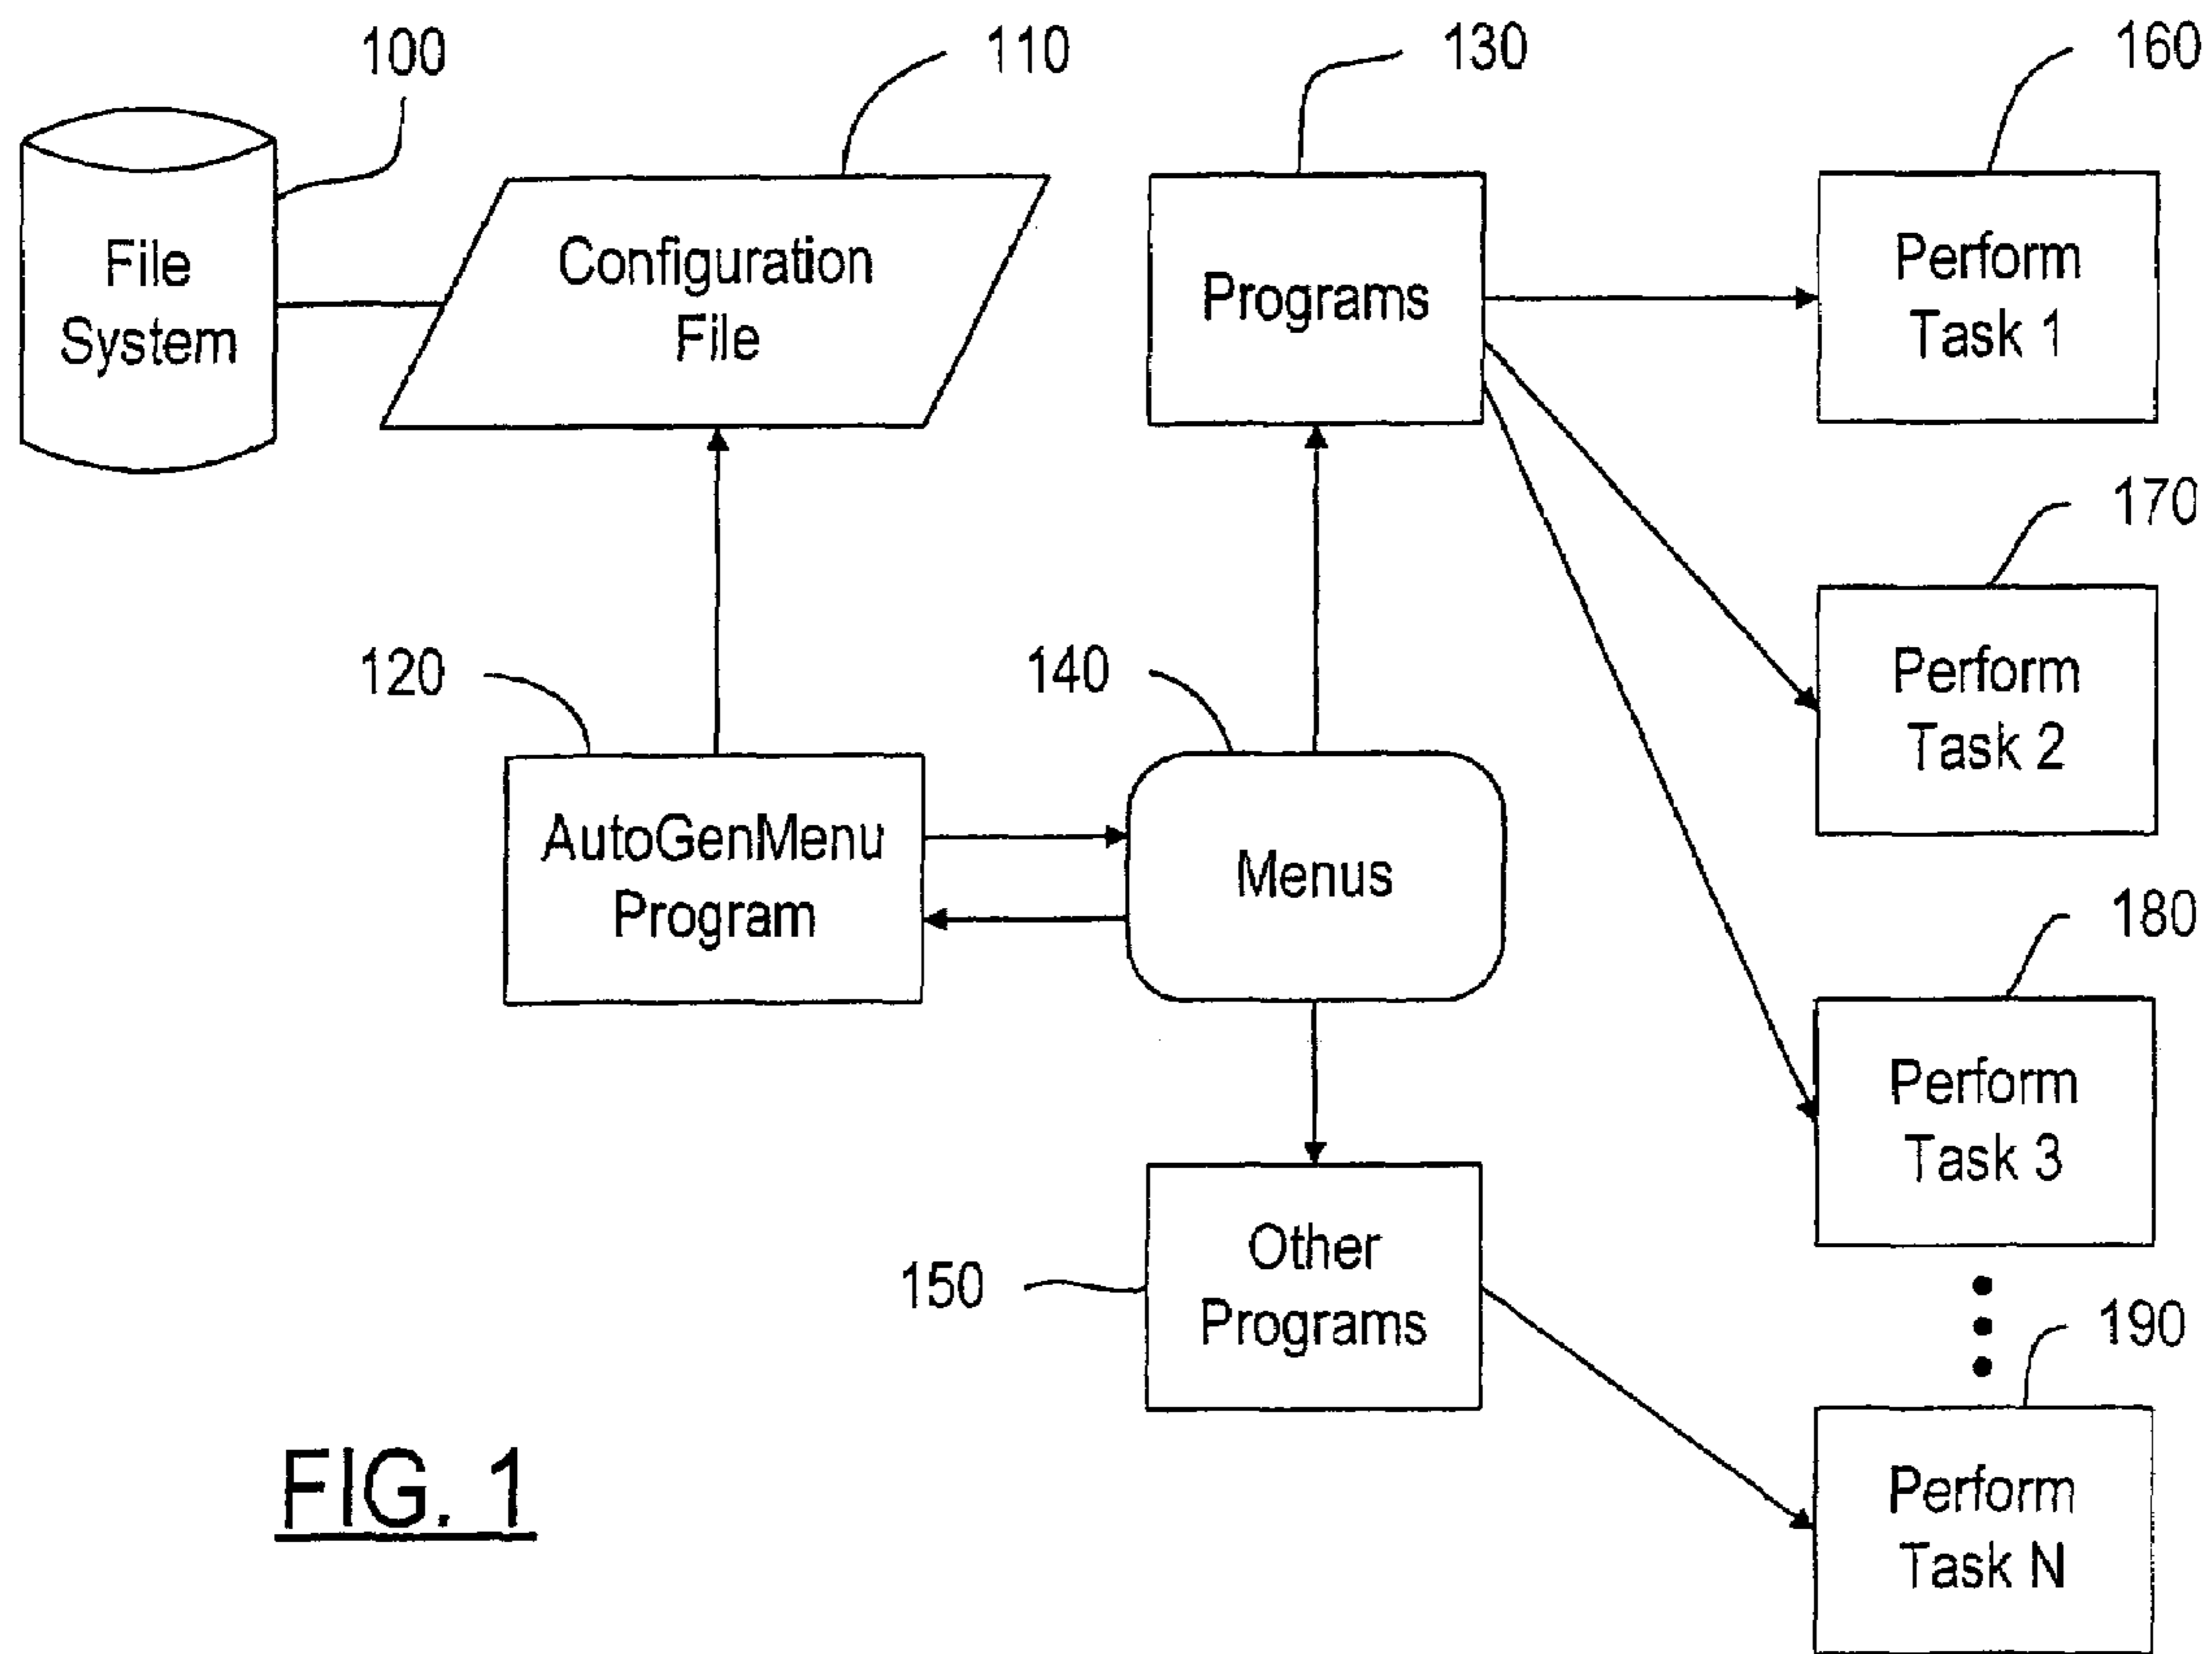 100
110
130
160
File
System
Configuration
File
Programs
Perform
Task 1
170
120
140
Perform
Task 2
AutoGenMenu
Program
Menus
180
Perform
Task 3
150
Other
Programs
190
Perform
Task N
FIG. 1